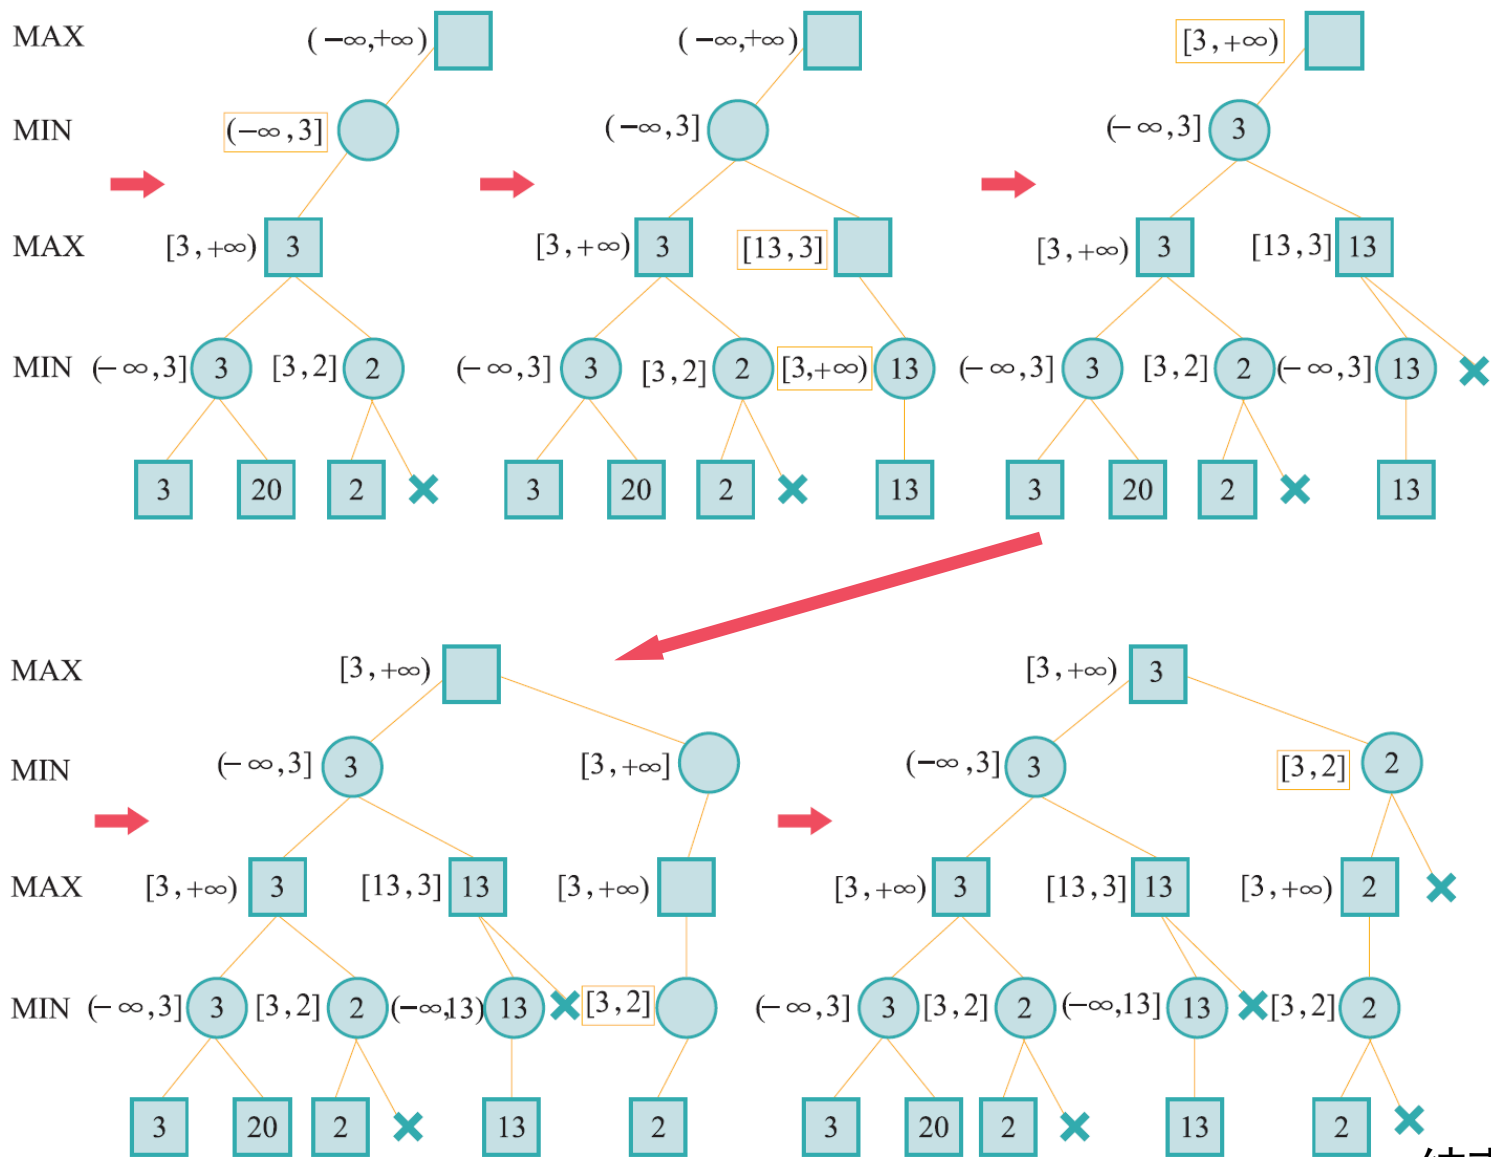 MAX (−∞,+∞) (−∞,+∞) [3,+∞)
MIN (−∞,3] (−∞,3] (−∞,3] 3
MAX [3,+∞) 3 [3,+∞) 3 [13,3] [3,+∞) 3 [13,3] 13
MIN (−∞,3] 3 [3,2] 2 (−∞,3] 3 [3,2] 2 [3,+∞) 13 (−∞,3] 3 [3,2] 2 (−∞,3] 13
3 20 2 3 20 2 13 3 20 2 13
MAX [3,+∞) [3,+∞) 3
MIN (−∞,3] 3 [3,+∞] (−∞,3] 3 [3,2] 2
MAX [3,+∞) 3 [13,3] 13 [3,+∞) [3,+∞) 3 [13,3] 13 [3,+∞) 2
MIN (−∞,3] 3 [3,2] 2 (−∞,13) 13 [3,2] (−∞,3] 3 [3,2] 2 (−∞,13] 13 [3,2] 2
3 20 2 13 2 3 20 2 13 2